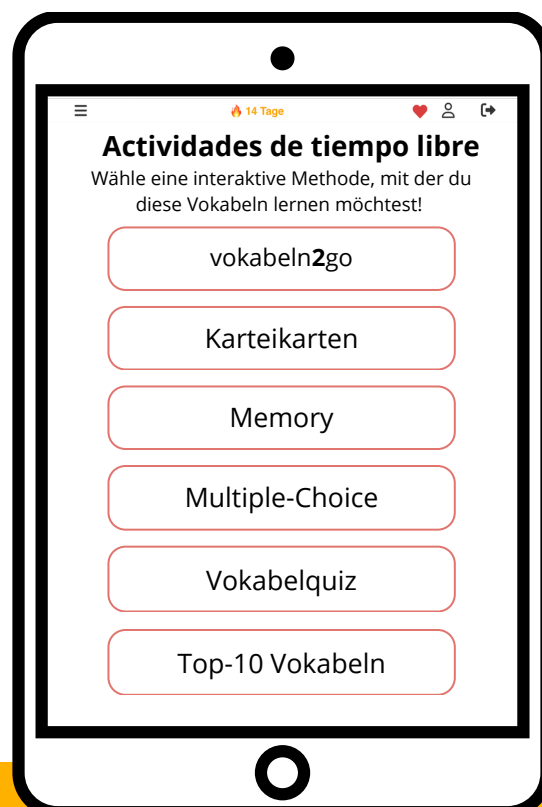 14 Tage
Actividades de tiempo libre
Wähle eine interaktive Methode, mit der du
diese Vokabeln lernen möchtest!
vokabeln2go
Karteikarten
Memory
Multiple-Choice
Vokabelquiz
Top-10 Vokabeln